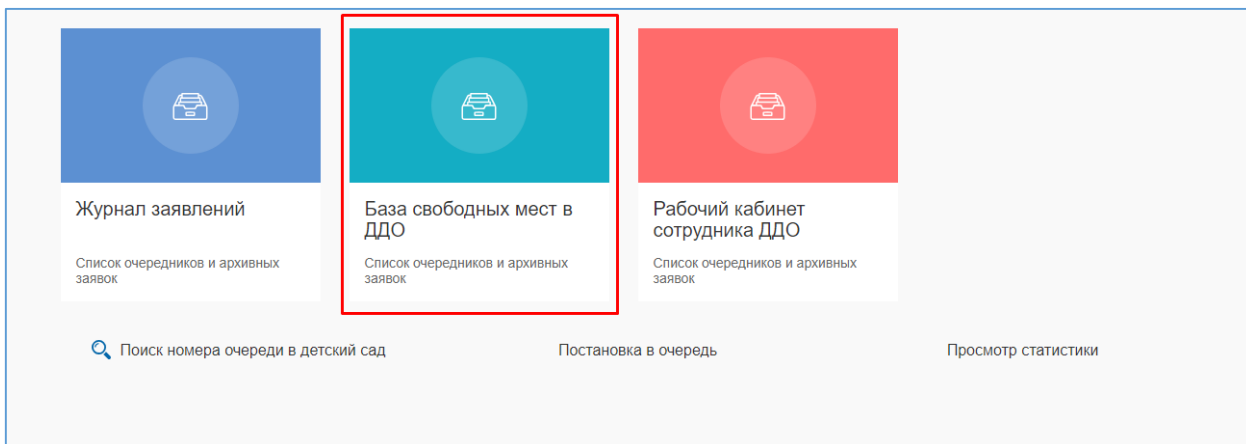 Журнал заявлений
Список очередников и архивных
заявок
База свободных мест в
ДДО
Список очередников и архивных
заявок
Рабочий кабинет
сотрудника ДДО
Список очередников и архивных
заявок
Поиск номера очереди в детский сад
Постановка в очередь
Просмотр статистики